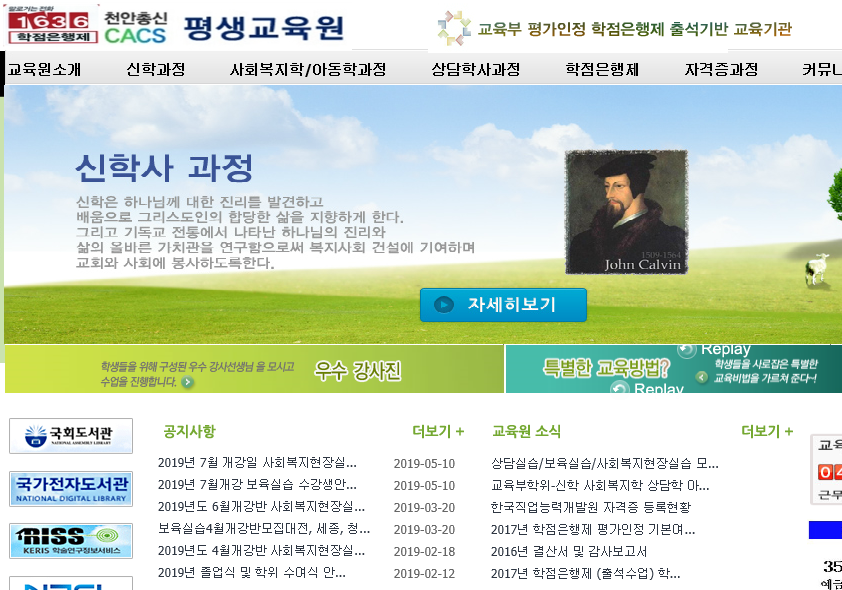 1636
학점은행제
천안총신
CACS
평생교육원
교육부 평가인정 학점은행제 출석기반 교육기관
교육원소개 신학과정 사회복지학/아동학과정 상담학사과정 학점은행제 자격증과정 커뮤니
신학사 과정
신학은 하나님께 대한 진리를 발견하고
배움으로 그리스도인의 합당한 삶을 지향하게 한다.
그리고 기독교 전통에서 나타난 하나님의 진리와
삶의 올바른 가치관을 연구함으로써 복지사회 건설에 기여하며
교회와 사회에 봉사하도록한다.
1509-1564
John Calvin
자세히보기
학생들을 위해 구성된 우수 강사선생님 을 모시고
수업을 진행합니다.
우수 강사진
특별한 교육방법?
Replay
Replay
학생들을 사로잡은 특별한
교육비법을 가르쳐 준다~!
국회도서관
NATIONAL ASSEMBLY LIBRARY
국가전자도서관
NATIONAL DIGITAL LIBRARY
RISS
KERIS 학술연구정보서비스
공지사항 더보기 +
2019년 7월 개강일 사회복지현장실... 2019-05-10
2019년 7월개강 보육실습 수강생안... 2019-05-10
2019년도 6월개강반 사회복지현장실... 2019-03-20
보육실습4월개강반모집대전, 세종, 청... 2019-03-20
2019년도 4월개강반 사회복지현장실... 2019-02-18
2019년 졸업식 및 학위 수여식 안... 2019-02-12
교육원 소식 더보기 +
상담실습/보육실습/사회복지현장실습 모...
교육부학위-신학 사회복지학 상담학 아...
한국직업능력개발원 자격증 등록현황
2017년 학점은행제 평가인정 기본여...
2016년 결산서 및 감사보고서
2017년 학점은행제 (출석수업) 학...
교육
04
근무
35